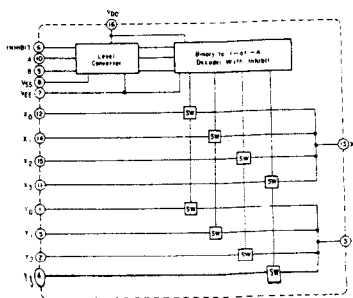 VDD
16
INHIBIT 6
A 10
B 9
VSS 8
VEE 7
Level Converter
Binary to 1-of-4 Decoder With Inhibit
X0 12
SW
X1 14
SW
X2 15
SW
X3 11
SW
13 X
Y0 1
SW
Y1 5
SW
Y2 2
SW
Y3 4
SW
3